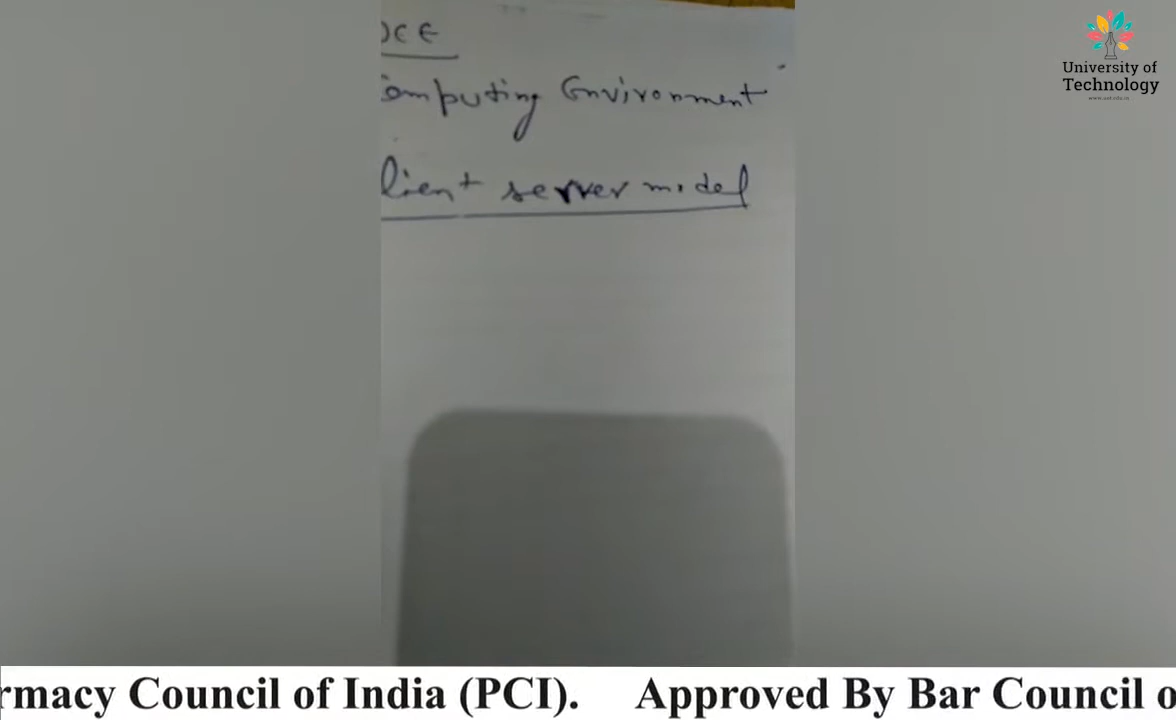 DCE
omputing Environment
lient server model
University of
Technology
rmacy Council of India (PCI). Approved By Bar Council o